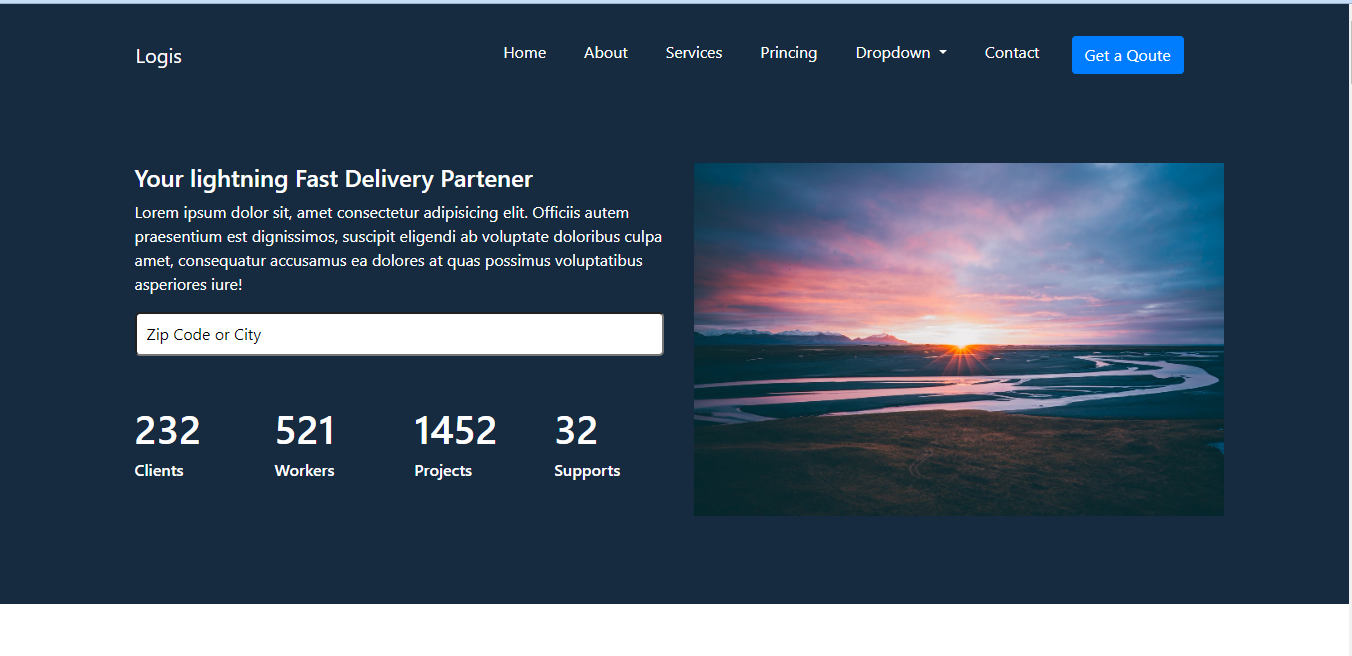 Logis
Home About Services Princing Dropdown Contact Get a Qoute
Your lightning Fast Delivery Partener
Lorem ipsum dolor sit, amet consectetur adipisicing elit. Officiis autem
praesentium est dignissimos, suscipit eligendi ab voluptate doloribus culpa
amet, consequatur accusamus ea dolores at quas possimus voluptatibus
asperiores iure!
Zip Code or City
232 521 1452 32
Clients Workers Projects Supports